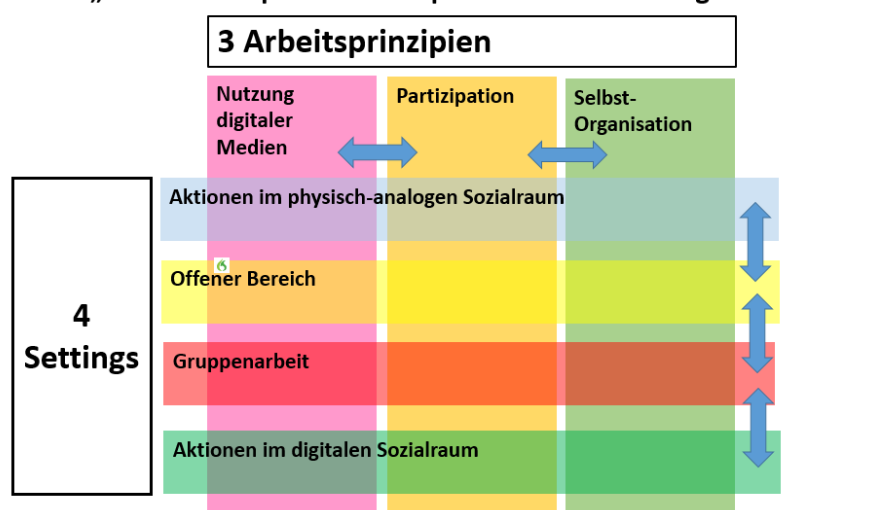 3 Arbeitsprinzipien
Nutzung
digitaler
Medien
Partizipation
Selbst-
Organisation
4
Settings
Aktionen im physisch-analogen Sozialraum
Offener Bereich
Gruppenarbeit
Aktionen im digitalen Sozialraum